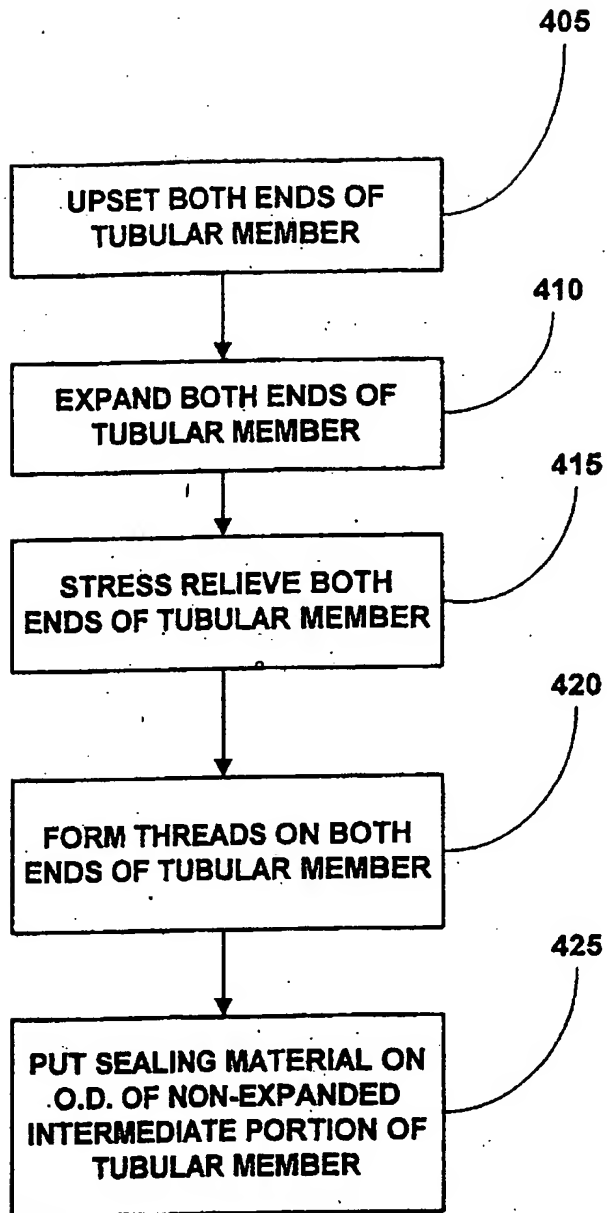 405
UPSET BOTH ENDS OF
TUBULAR MEMBER
410
EXPAND BOTH ENDS OF
TUBULAR MEMBER
415
STRESS RELIEVE BOTH
ENDS OF TUBULAR MEMBER
420
FORM THREADS ON BOTH
ENDS OF TUBULAR MEMBER
425
PUT SEALING MATERIAL ON
O.D. OF NON-EXPANDED
INTERMEDIATE PORTION OF
TUBULAR MEMBER